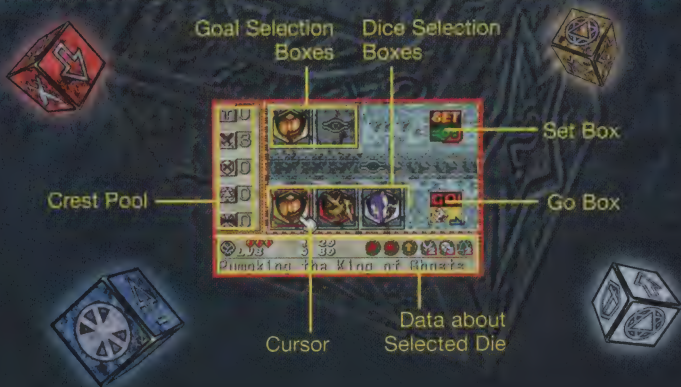 Goal Selection Boxes
Dice Selection Boxes
SET
Set Box
Crest Pool
GO!
Go Box
Pumpking the King of Ghosts
Cursor
Data about Selected Die